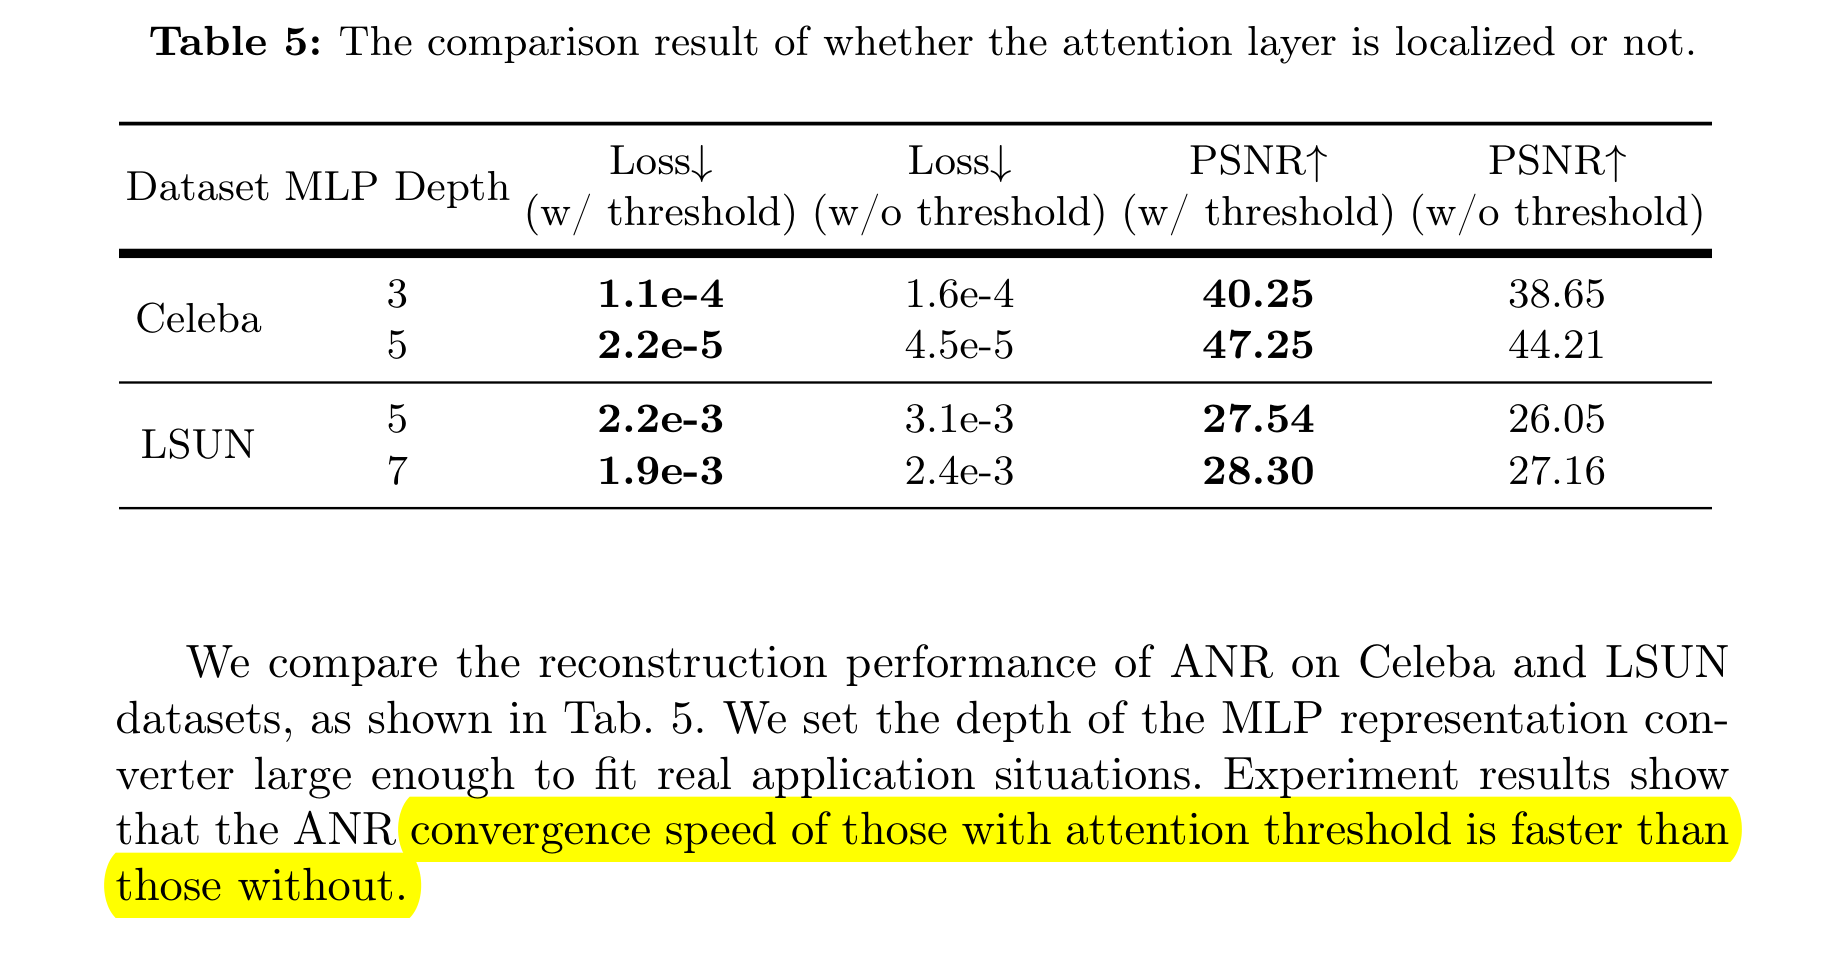 Table 5: The comparison result of whether the attention layer is localized or not.
Dataset MLP Depth Loss↓ (w/ threshold) Loss↓ (w/o threshold) PSNR↑ (w/ threshold) PSNR↑ (w/o threshold)
Celeba 3 1.1e-4 1.6e-4 40.25 38.65
5 2.2e-5 4.5e-5 47.25 44.21
LSUN 5 2.2e-3 3.1e-3 27.54 26.05
7 1.9e-3 2.4e-3 28.30 27.16
We compare the reconstruction performance of ANR on Celeba and LSUN
datasets, as shown in Tab. 5. We set the depth of the MLP representation con-
verter large enough to fit real application situations. Experiment results show
that the ANR convergence speed of those with attention threshold is faster than
those without.